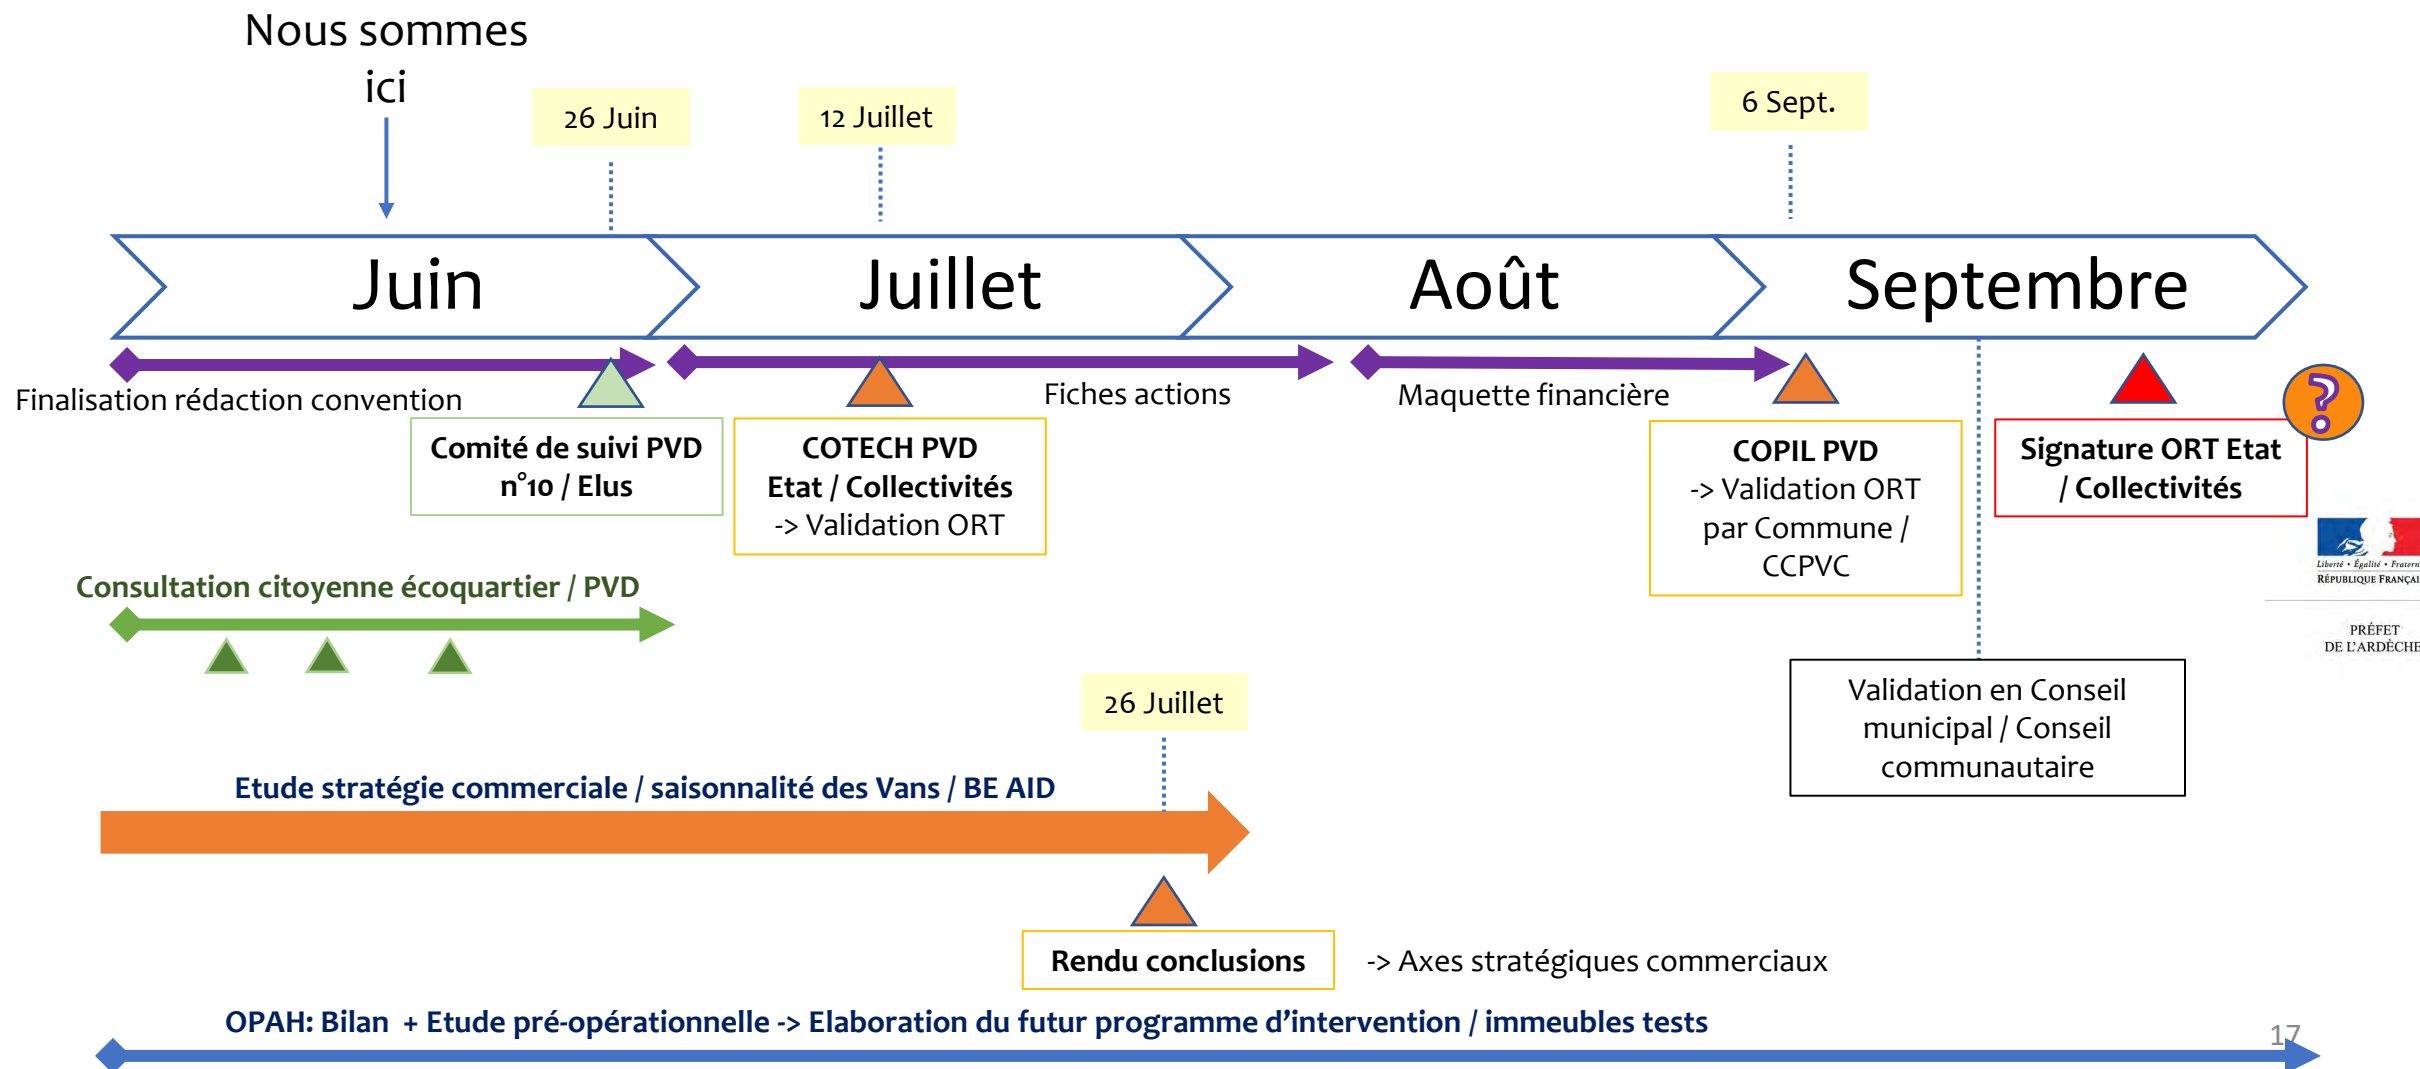 Nous sommes
ici
26 Juin
12 Juillet
6 Sept.
Juin
Juillet
Août
Septembre
Finalisation rédaction convention
Fiches actions
Maquette financière
?
Comité de suivi PVD
n°10 / Elus
COTECH PVD
Etat / Collectivités
-> Validation ORT
COPIL PVD
-> Validation ORT
par Commune /
CCPVC
Signature ORT Etat
/ Collectivités
Liberté • Égalité • Fratern
RÉPUBLIQUE FRANÇAI
PRÉFET
DE L'ARDÈCHE
Consultation citoyenne écoquartier / PVD
Validation en Conseil
municipal / Conseil
communautaire
26 Juillet
Etude stratégie commerciale / saisonnalité des Vans / BE AID
Rendu conclusions
-> Axes stratégiques commerciaux
OPAH: Bilan + Etude pré-opérationnelle -> Elaboration du futur programme d'intervention / immeubles tests
17